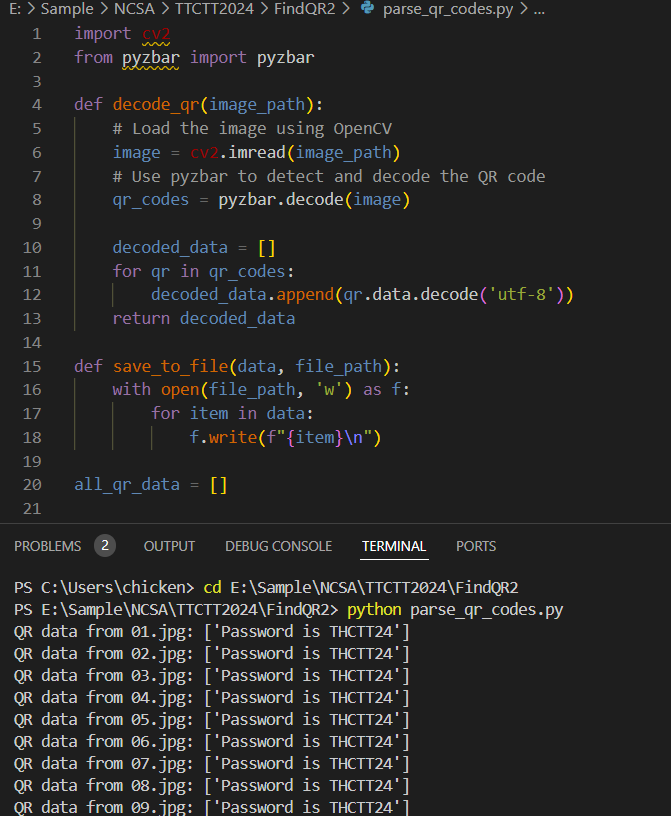 E: > Sample > NCSA > TTCTT2024 > FindQR2 > parse_qr_codes.py > ...
1 import cv2
2 from pyzbar import pyzbar
3
4 def decode_qr(image_path):
5     # Load the image using OpenCV
6     image = cv2.imread(image_path)
7     # Use pyzbar to detect and decode the QR code
8     qr_codes = pyzbar.decode(image)
9
10     decoded_data = []
11     for qr in qr_codes:
12         decoded_data.append(qr.data.decode('utf-8'))
13     return decoded_data
14
15 def save_to_file(data, file_path):
16     with open(file_path, 'w') as f:
17         for item in data:
18             f.write(f"{item}\n")
19
20 all_qr_data = []
21
PROBLEMS 2 OUTPUT DEBUG CONSOLE TERMINAL PORTS
PS C:\Users\chicken> cd E:\Sample\NCSA\TTCTT2024\FindQR2
PS E:\Sample\NCSA\TTCTT2024\FindQR2> python parse_qr_codes.py
QR data from 01.jpg: ['Password is THCTT24']
QR data from 02.jpg: ['Password is THCTT24']
QR data from 03.jpg: ['Password is THCTT24']
QR data from 04.jpg: ['Password is THCTT24']
QR data from 05.jpg: ['Password is THCTT24']
QR data from 06.jpg: ['Password is THCTT24']
QR data from 07.jpg: ['Password is THCTT24']
QR data from 08.jpg: ['Password is THCTT24']
QR data from 09.jpg: ['Password is THCTT24']